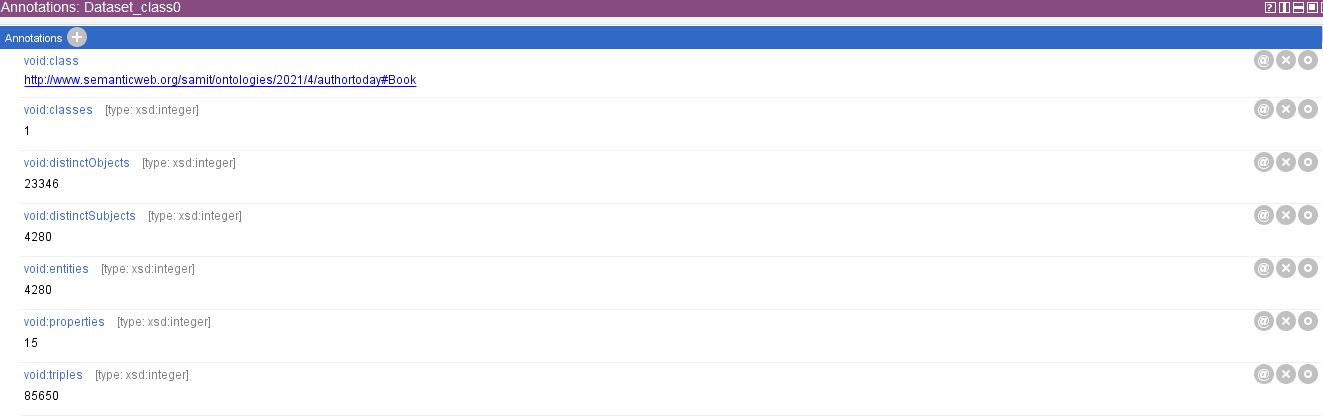 Annotations: Dataset_class0
Annotations
void:class
http://www.semanticweb.org/samit/ontologies/2021/4/authortoday#Book
void:classes [type: xsd:integer]
1
void:distinctObjects [type: xsd:integer]
23346
void:distinctSubjects [type: xsd:integer]
4280
void:entities [type: xsd:integer]
4280
void:properties [type: xsd:integer]
15
void:triples [type: xsd:integer]
85650